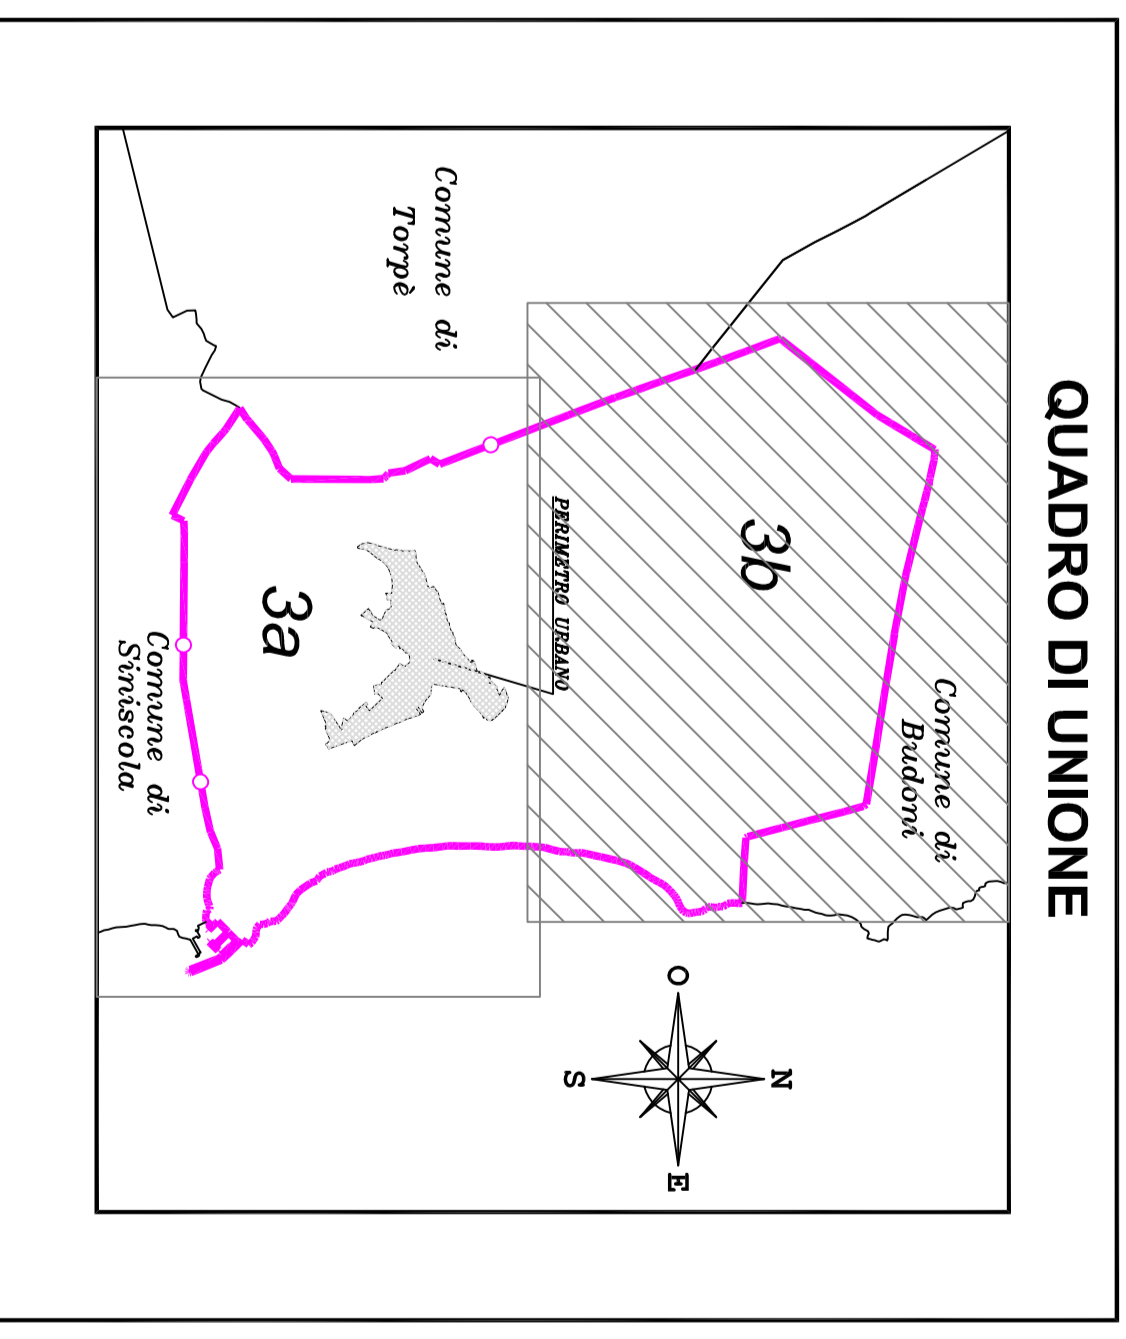 QUADRO DI UNIONE
Comune di
Budoni
3b
N
O
E
S
PERIMETRO URBANO
Comune di
Torpè
3a
Comune di
Siniscola